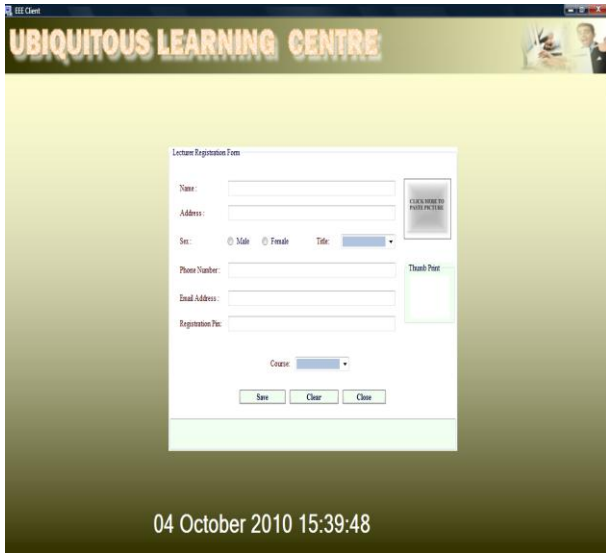 EEE Client
UBIQUITOUS LEARNING CENTRE
Lecturer Registration Form
Name :
CLICK HERE TO
PASTE PICTURE
Address :
Sex : Male Female Title:
Phone Number : Thumb Print
Email Address :
Registration Pin:
Course:
Save Clear Close
04 October 2010 15:39:48